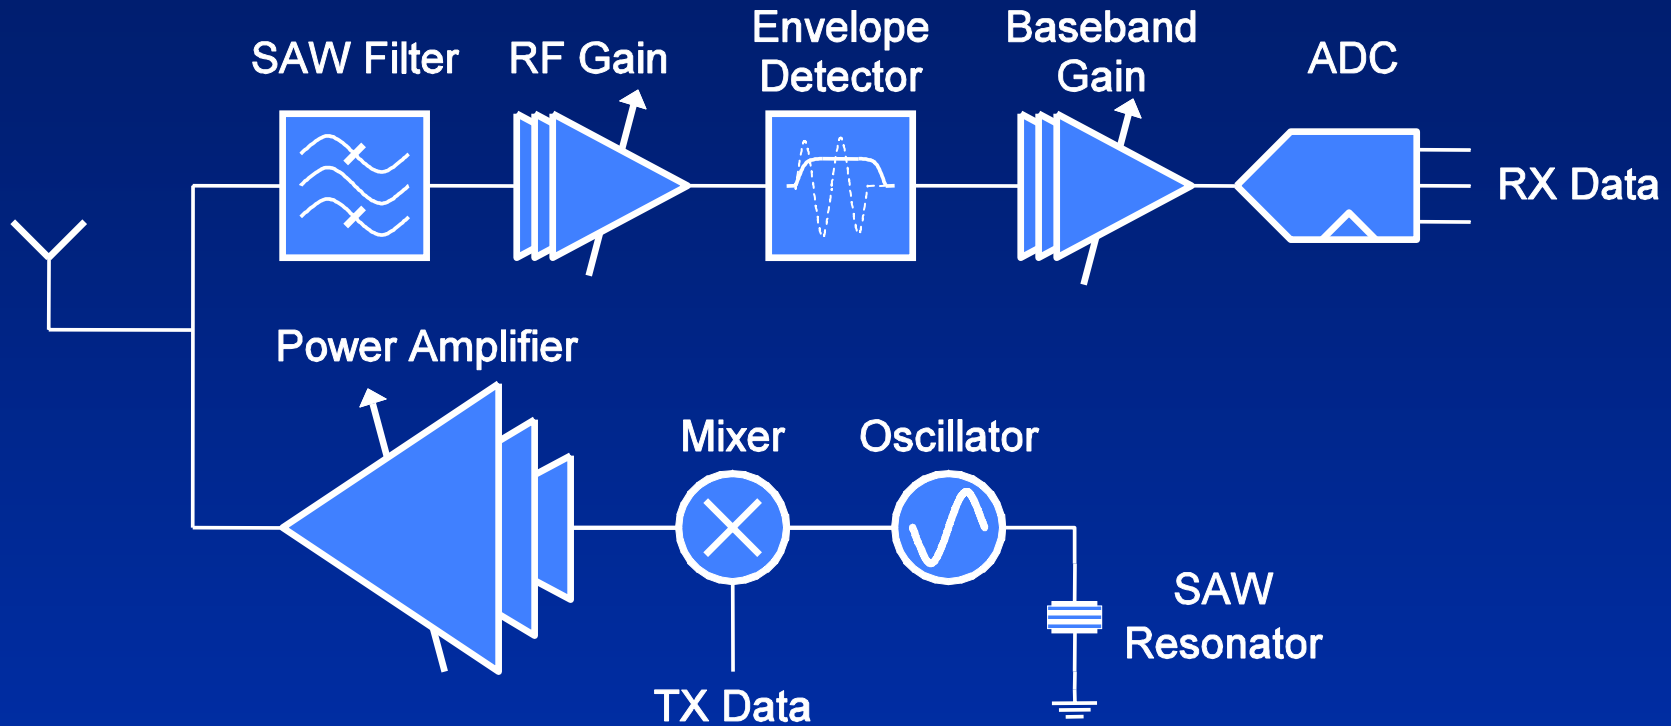 SAW Filter
RF Gain
Envelope
Detector
Baseband
Gain
ADC
RX Data
Power Amplifier
Mixer
Oscillator
SAW
Resonator
TX Data